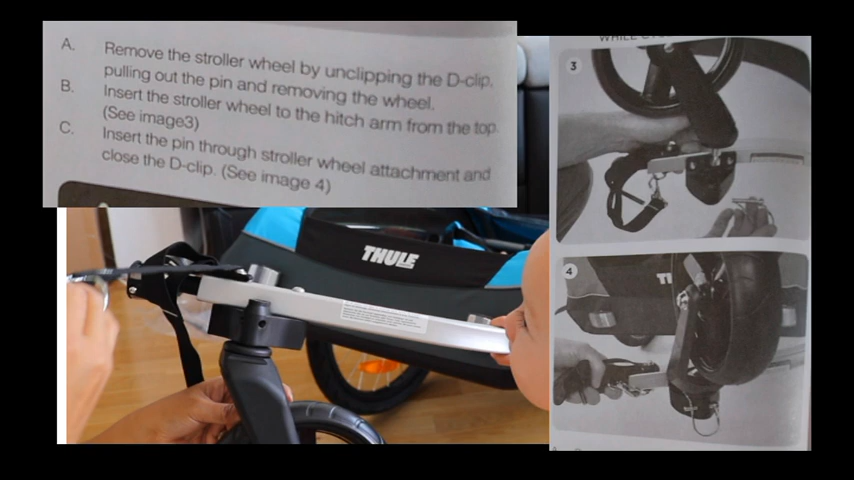 A. Remove the stroller wheel by unclipping the D-clip,
pulling out the pin and removing the wheel.
B. Insert the stroller wheel to the hitch arm from the top.
(See image3)
C. Insert the pin through stroller wheel attachment and
close the D-clip. (See image 4)
3
THULE
4